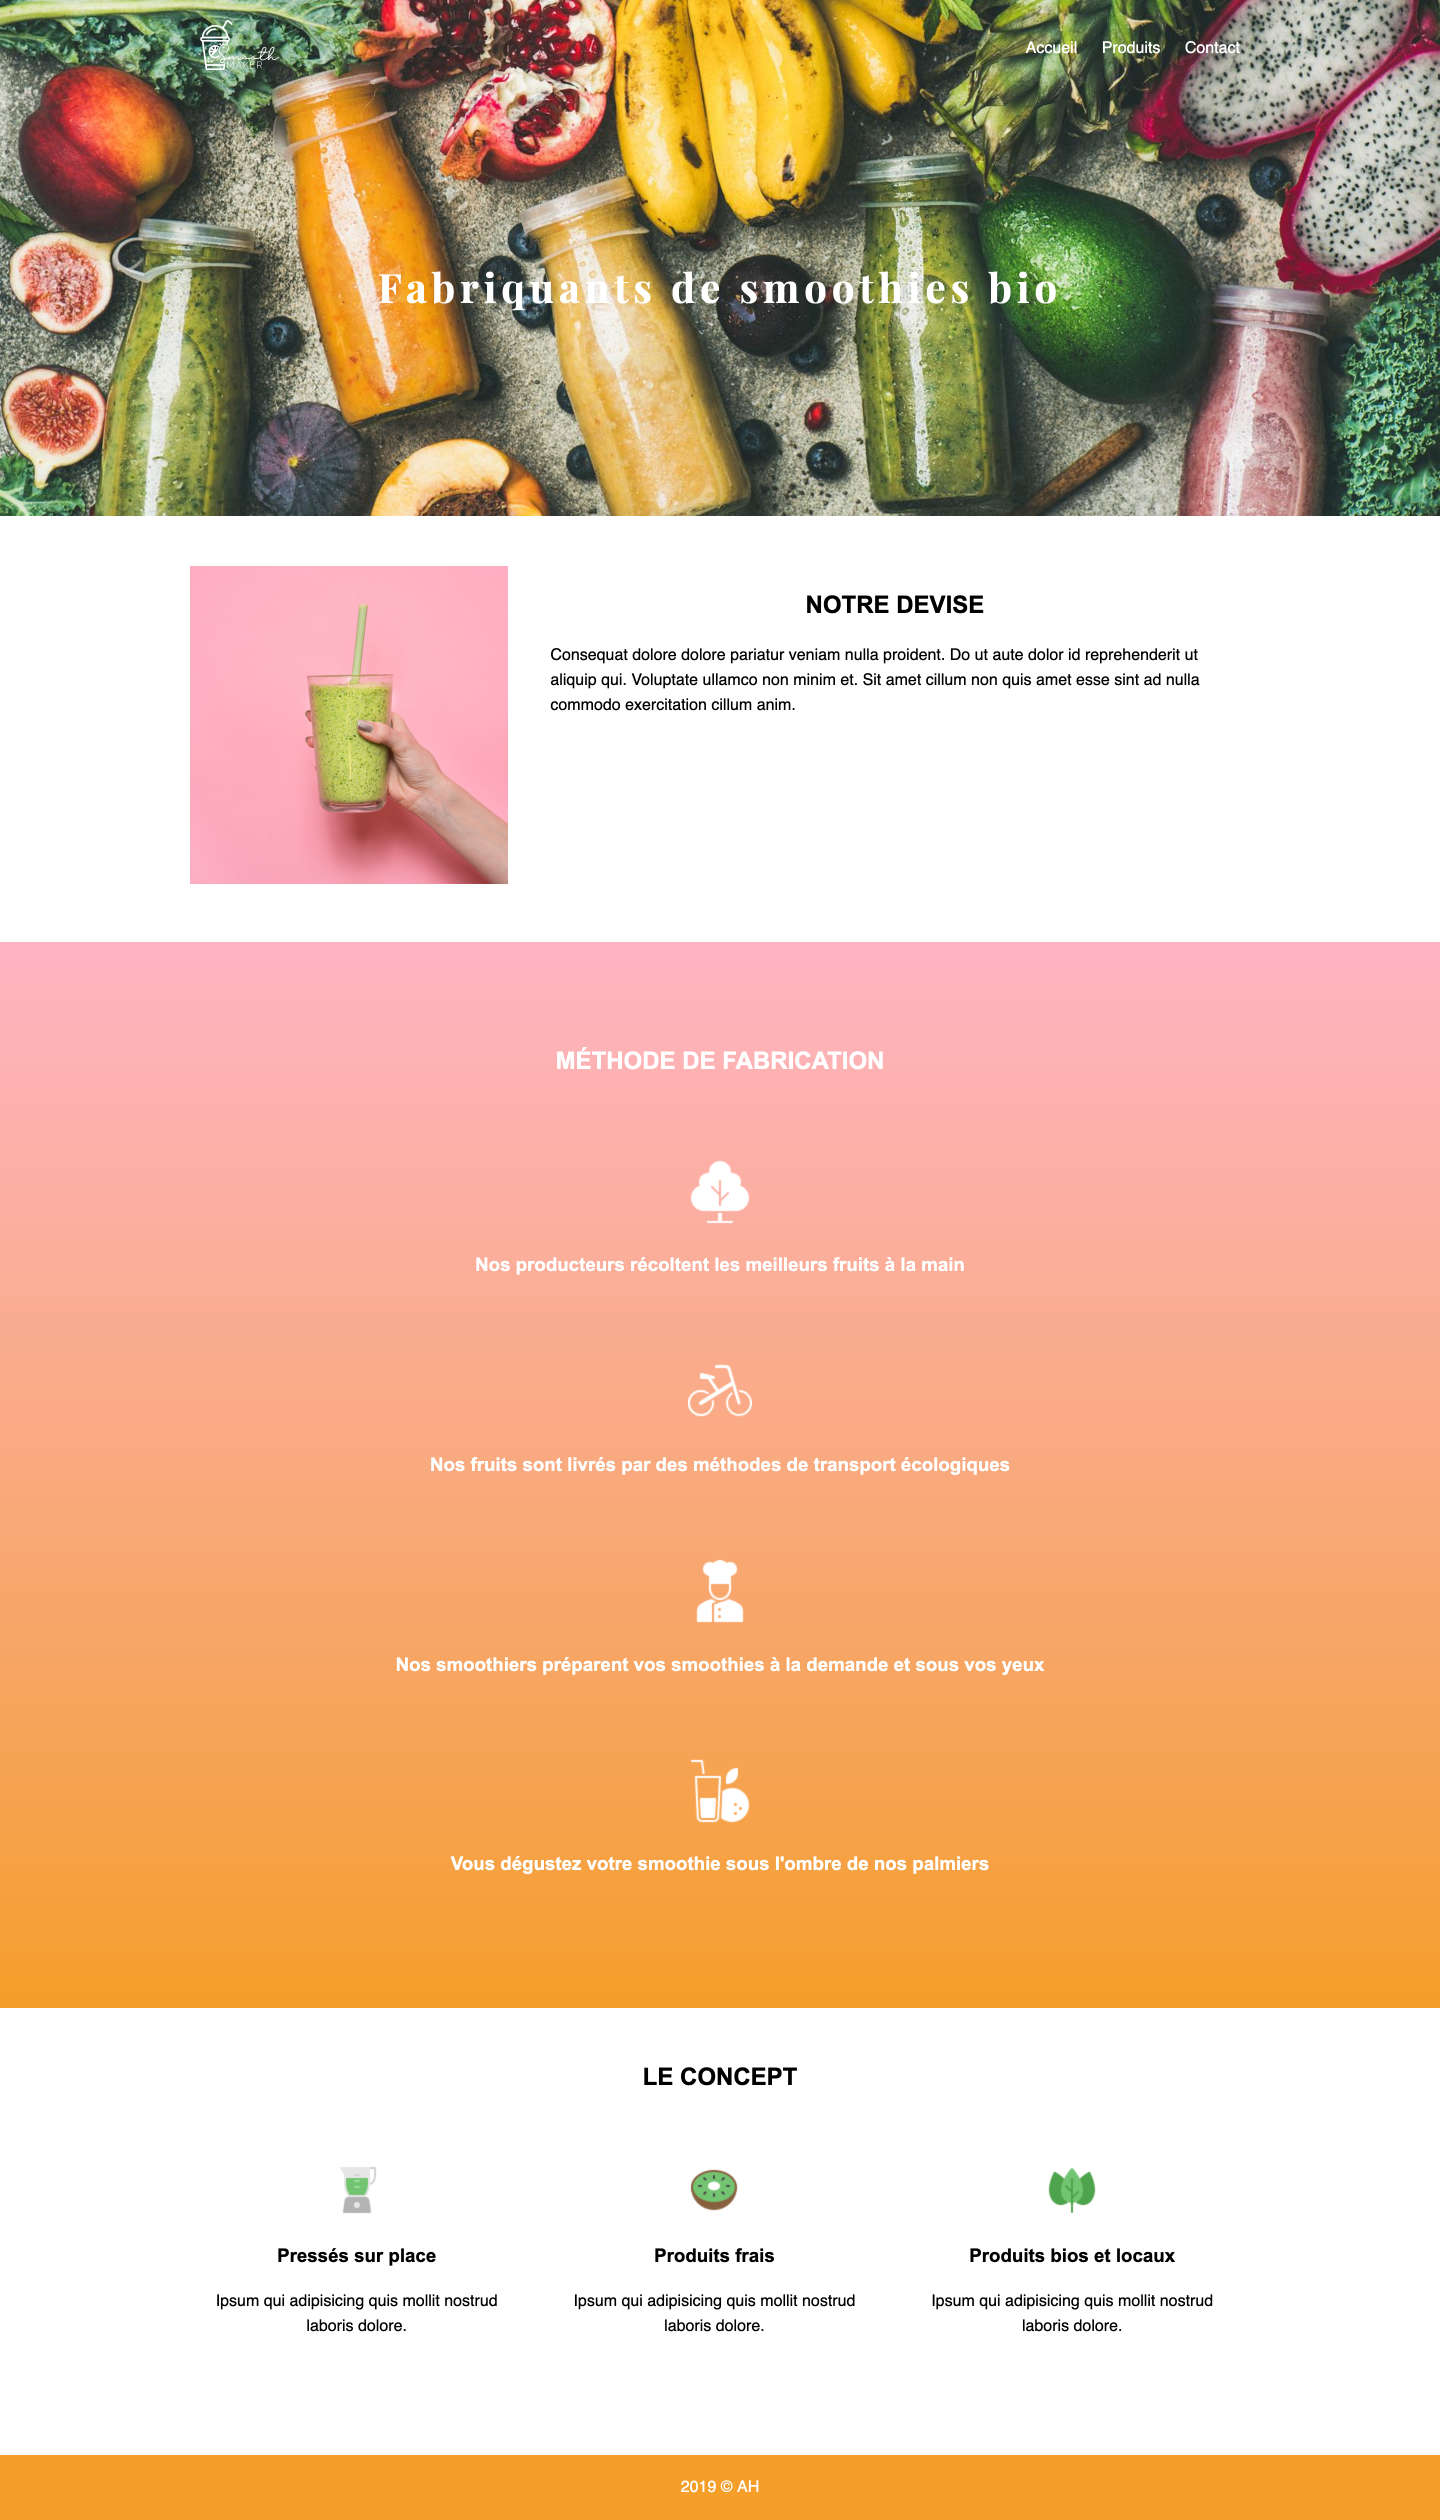 Smooth
MAKER
Accueil Produits Contact
Fabriquants de smoothies bio
NOTRE DEVISE
Consequat dolore dolore pariatur veniam nulla proident. Do ut aute dolor id reprehenderit ut
aliquip qui. Voluptate ullamco non minim et. Sit amet cillum non quis amet esse sint ad nulla
commodo exercitation cillum anim.
MÉTHODE DE FABRICATION
Nos producteurs récoltent les meilleurs fruits à la main
Nos fruits sont livrés par des méthodes de transport écologiques
Nos smoothiers préparent vos smoothies à la demande et sous vos yeux
Vous dégustez votre smoothie sous l'ombre de nos palmiers
LE CONCEPT
Pressés sur place
Ipsum qui adipisicing quis mollit nostrud
laboris dolore.
Produits frais
Ipsum qui adipisicing quis mollit nostrud
laboris dolore.
Produits bios et locaux
Ipsum qui adipisicing quis mollit nostrud
laboris dolore.
2019 © AH